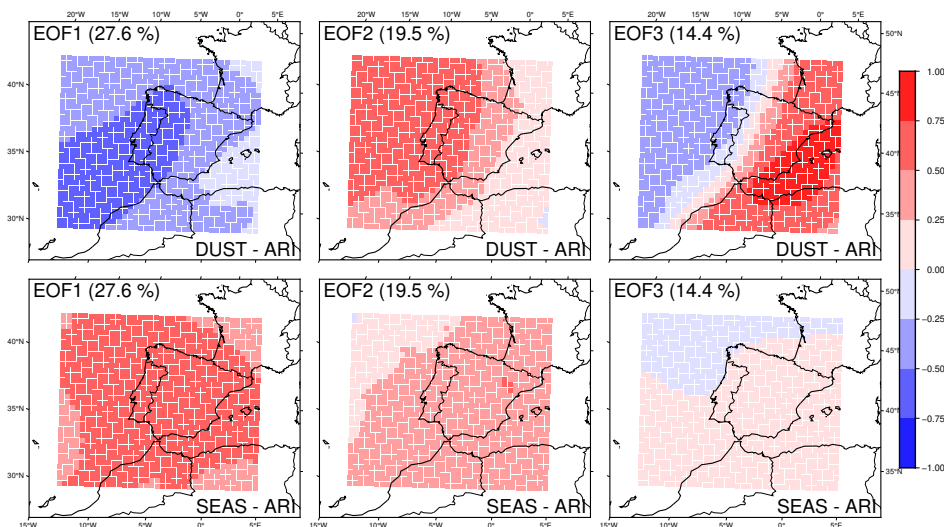 20°W 15°W 10°W 5°W 0° 5°E 20°W 15°W 10°W 5°W 0° 5°E 20°W 15°W 10°W 5°W 0° 5°E
EOF1 (27.6 %) EOF2 (19.5 %) EOF3 (14.4 %)
50°N
40°N 45°N 1.00
0.75
35°N 40°N 0.50
30°N 35°N 0.25
DUST - ARI DUST - ARI DUST - ARI
0.00
EOF1 (27.6 %) EOF2 (19.5 %) EOF3 (14.4 %)
50°N
−0.25
40°N 45°N
−0.50
35°N 40°N −0.75
30°N 35°N −1.00
SEAS - ARI SEAS - ARI SEAS - ARI
15°W 10°W 5°W 0° 5°E 15°W 10°W 5°W 0° 5°E 15°W 10°W 5°W 0° 5°E